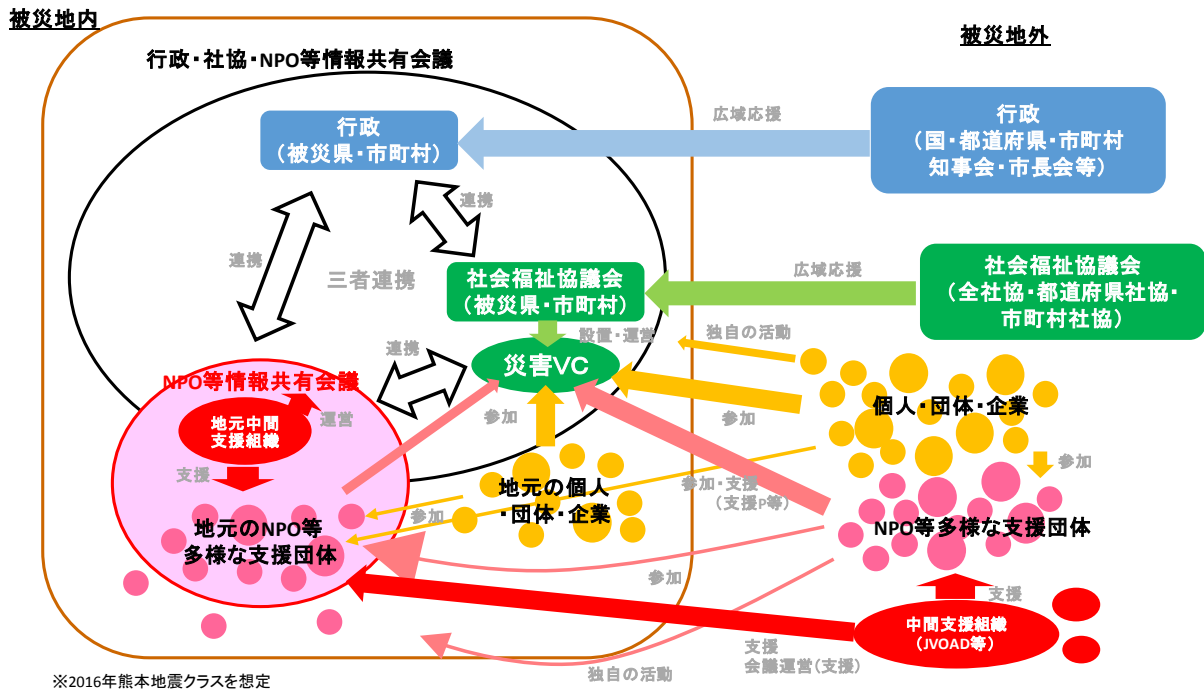 被災地内
被災地外
行政・社協・NPO等情報共有会議
行政
（被災県・市町村）
広域応援
行政
（国・都道府県・市町村
知事会・市長会等）
連携
連携
三者連携
社会福祉協議会
（被災県・市町村）
広域応援
社会福祉協議会
（全社協・都道府県社協・
市町村社協）
設置・運営
独自の活動
災害VC
連携
NPO等情報共有会議
地元中間
支援組織
運営
支援
参加
参加
個人・団体・企業
参加
地元の個人
・団体・企業
参加・支援
（支援P等）
参加
地元のNPO等
多様な支援団体
NPO等多様な支援団体
参加
支援
中間支援組織
（JVOAD等）
支援
会議運営（支援）
独自の活動
※2016年熊本地震クラスを想定